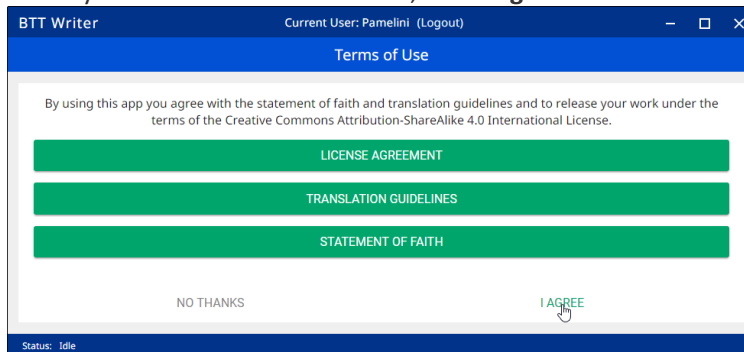 BTT Writer
Current User: Pamelini (Logout)
Terms of Use
By using this app you agree with the statement of faith and translation guidelines and to release your work under the
terms of the Creative Commons Attribution-ShareAlike 4.0 International License.
LICENSE AGREEMENT
TRANSLATION GUIDELINES
STATEMENT OF FAITH
NO THANKS
I AGREE
Status: Idle